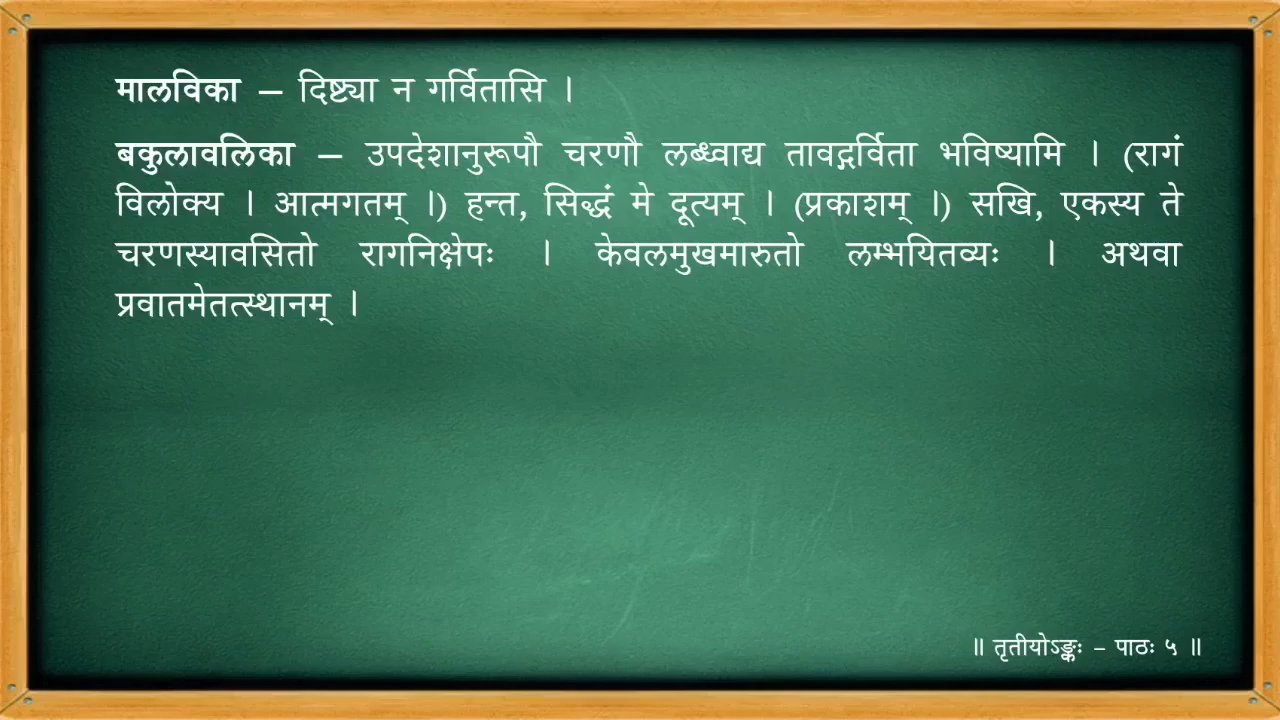 मालविका – दिष्ट्या न गर्वितासि ।
बकुलावलिका – उपदेशानुरूपौ चरणौ लब्ध्वाद्य तावद्गर्विता भविष्यामि । (रागं
विलोक्य । आत्मगतम् ।) हन्त, सिद्धं मे दूत्यम् । (प्रकाशम् ।) सखि, एकस्य ते
चरणस्यावसितो रागनिक्षेपः । केवलमुखमारुतो लम्भयितव्यः । अथवा
प्रवातमेतत्स्थानम् ।
॥ तृतीयोऽङ्कः – पाठः ५ ॥